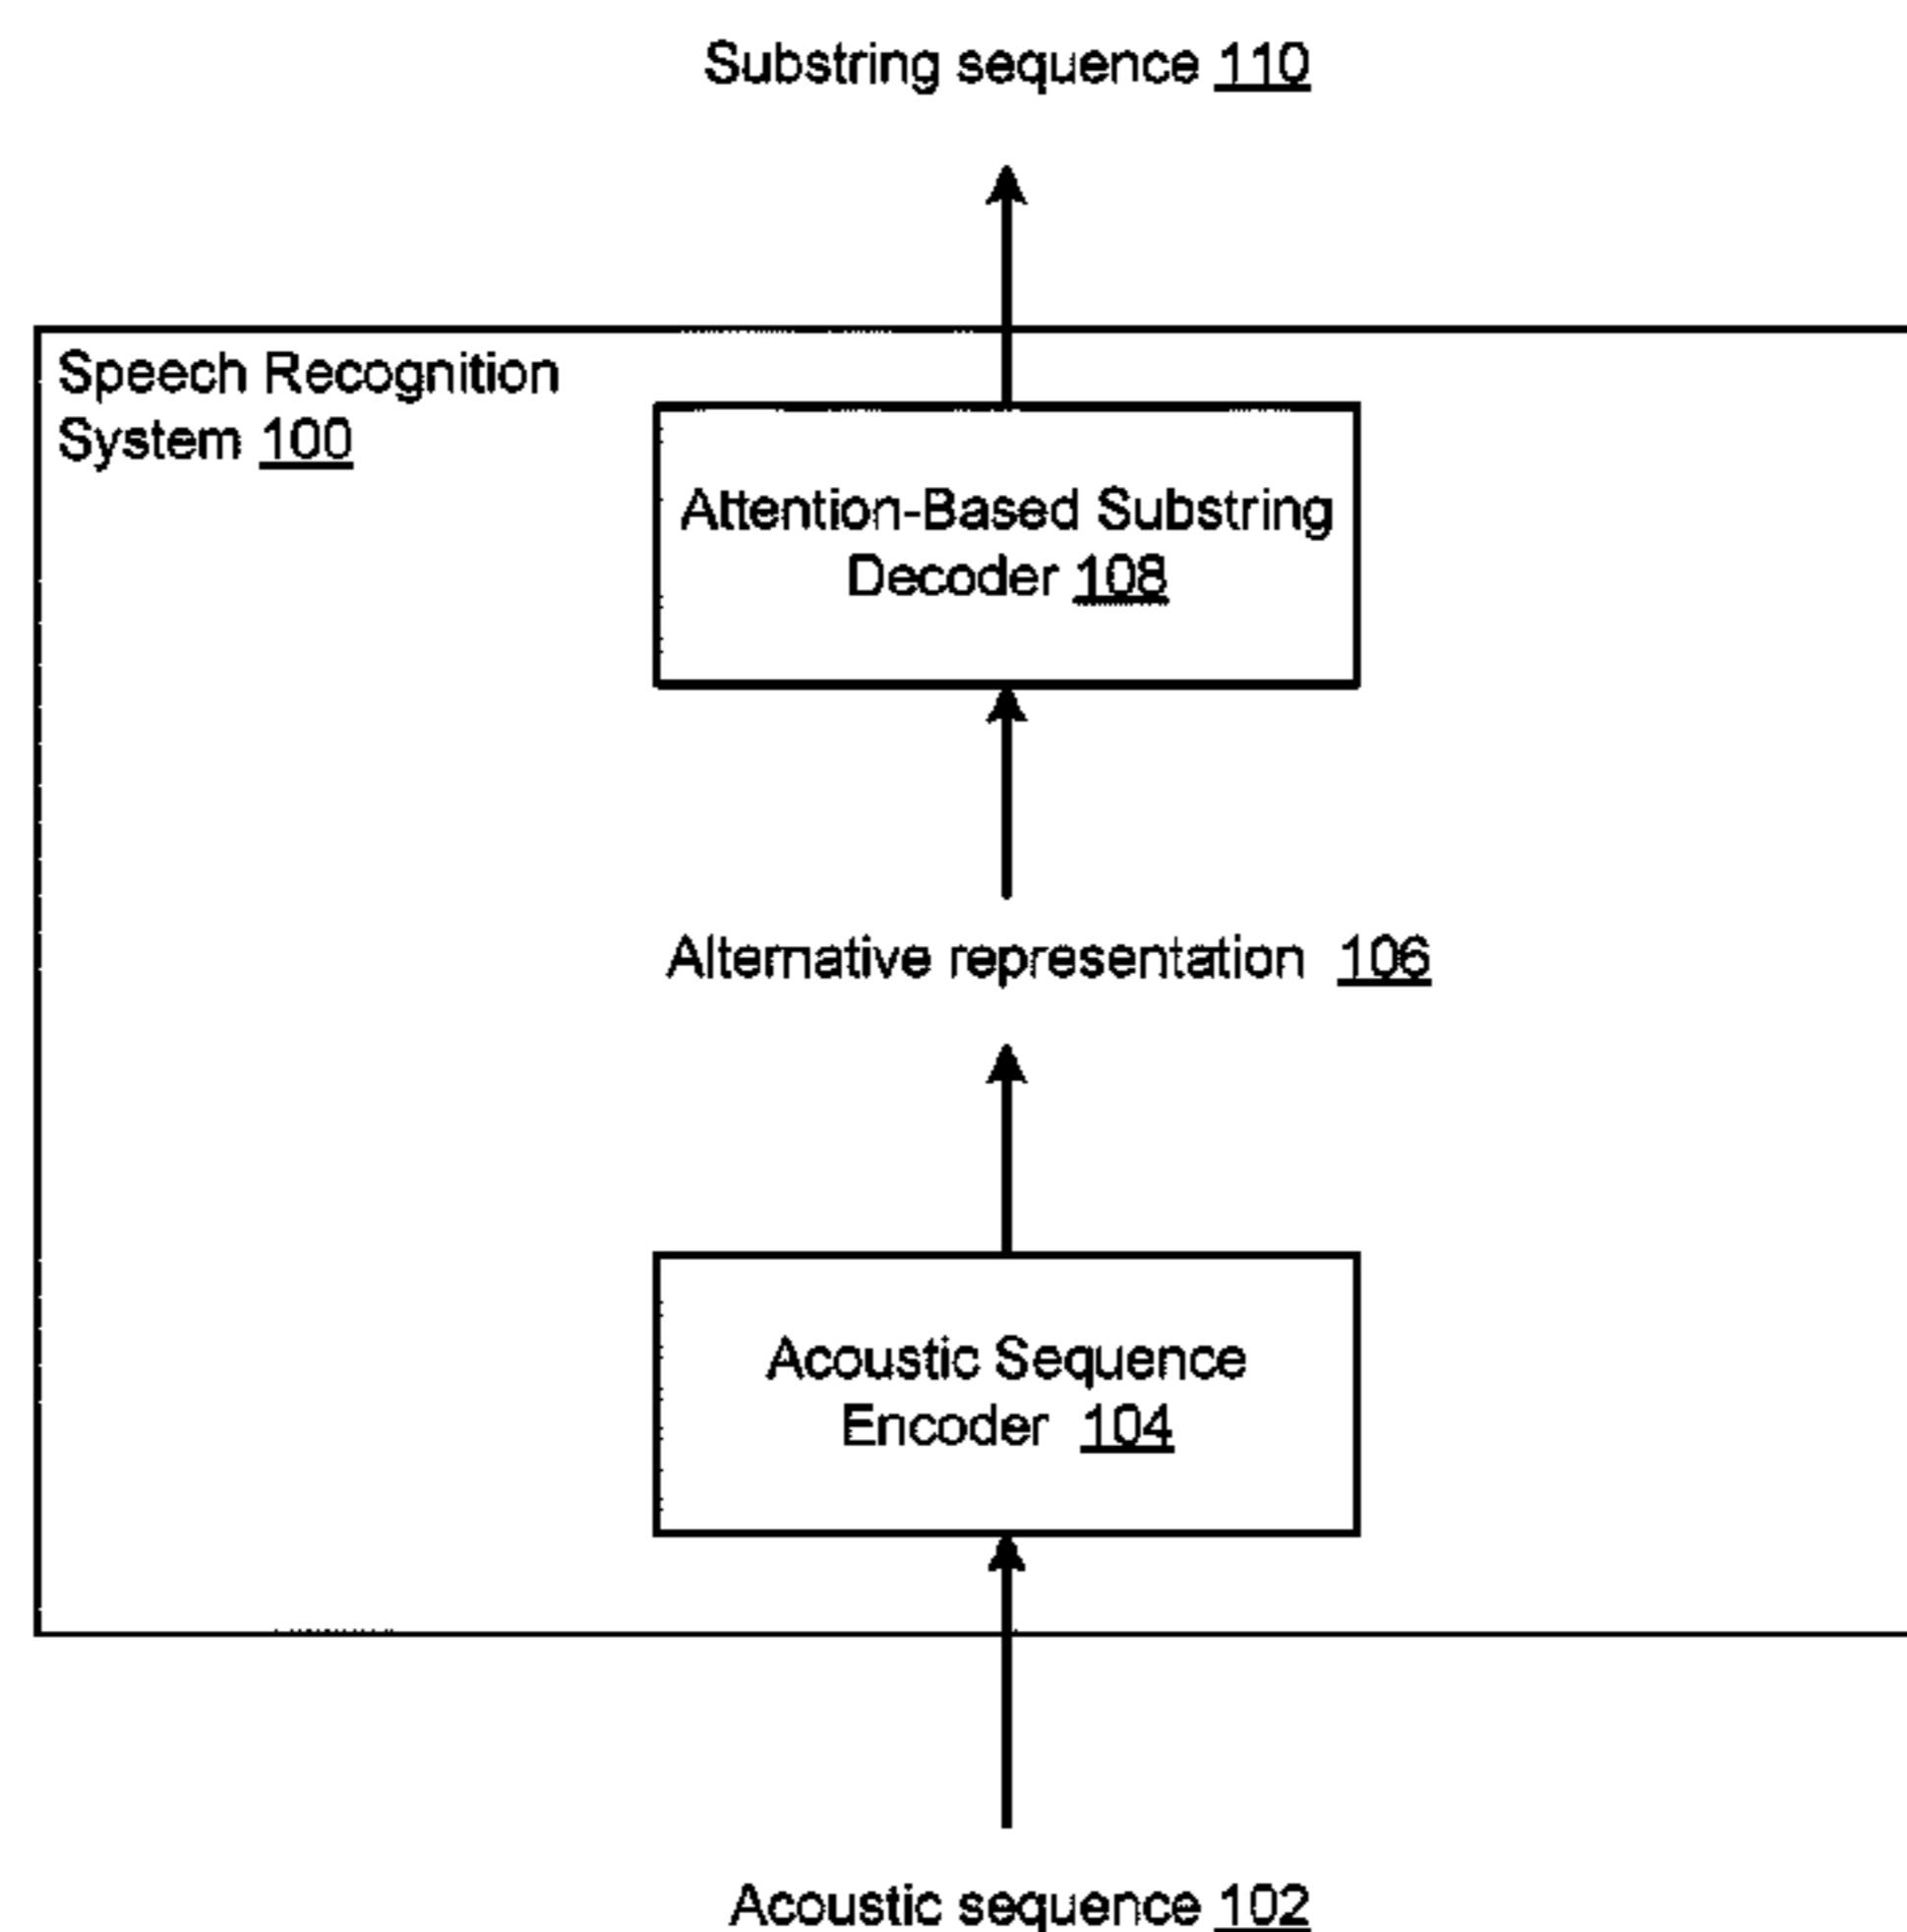 Substring sequence 110
Speech Recognition
System 100
Attention-Based Substring
Decoder 108
Alternative representation 106
Acoustic Sequence
Encoder 104
Acoustic sequence 102